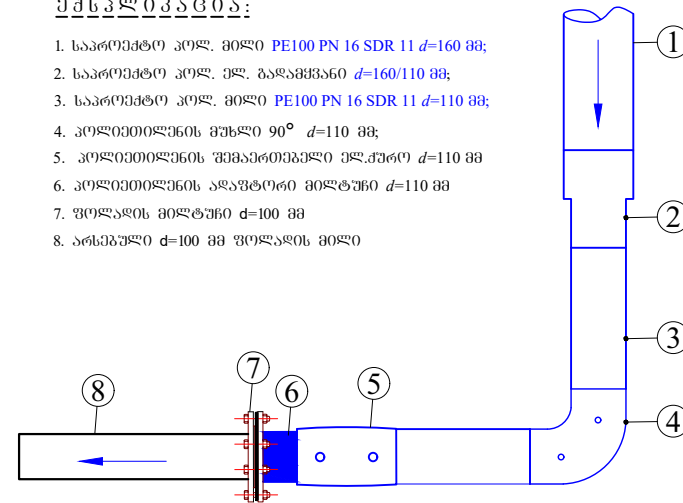 ექსპლიკაცია:
1. საპროექტო პოლ. მილი PE100 PN 16 SDR 11 d=160 მმ;
2. საპროექტო პოლ. ელ. გადამყვანი d=160/110 მმ;
3. საპროექტო პოლ. მილი PE100 PN 16 SDR 11 d=110 მმ;
4. პოლიეთილენის მუხლი 90° d=110 მმ;
5. პოლიეთილენის შემაერთებელი ელ.ქურო d=110 მმ
6. პოლიეთილენის ადაფტორი მილტუჩი d=110 მმ
7. ფოლადის მილტუჩი d=100 მმ
8. არსებული d=100 მმ ფოლადის მილი
1
2
3
4
5
6
7
8